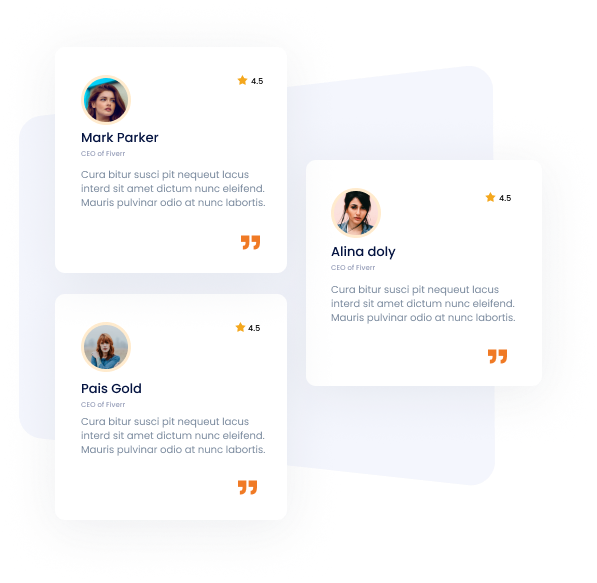 4.5
Mark Parker
CEO of Fiverr
Cura bitur susci pit nequeut lacus
interd sit amet dictum nunc eleifend.
Mauris pulvinar odio at nunc labortis.
4.5
Alina doly
CEO of Fiverr
Cura bitur susci pit nequeut lacus
interd sit amet dictum nunc eleifend.
Mauris pulvinar odio at nunc labortis.
4.5
Pais Gold
CEO of Fiverr
Cura bitur susci pit nequeut lacus
interd sit amet dictum nunc eleifend.
Mauris pulvinar odio at nunc labortis.